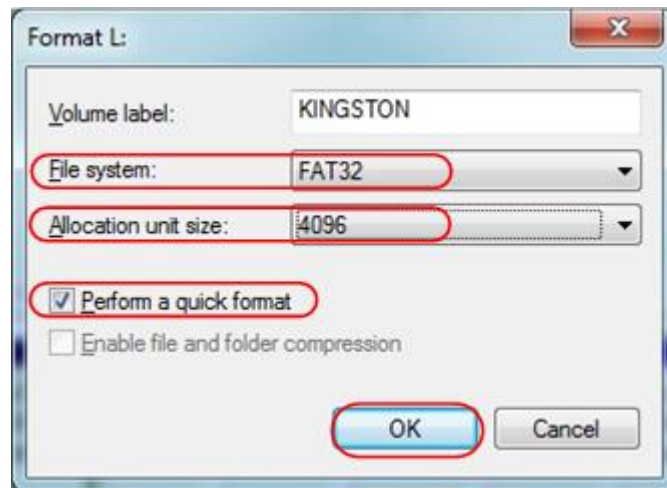 Format L:
Volume label: KINGSTON
File system: FAT32
Allocation unit size: 4096
Perform a quick format
Enable file and folder compression
OK Cancel